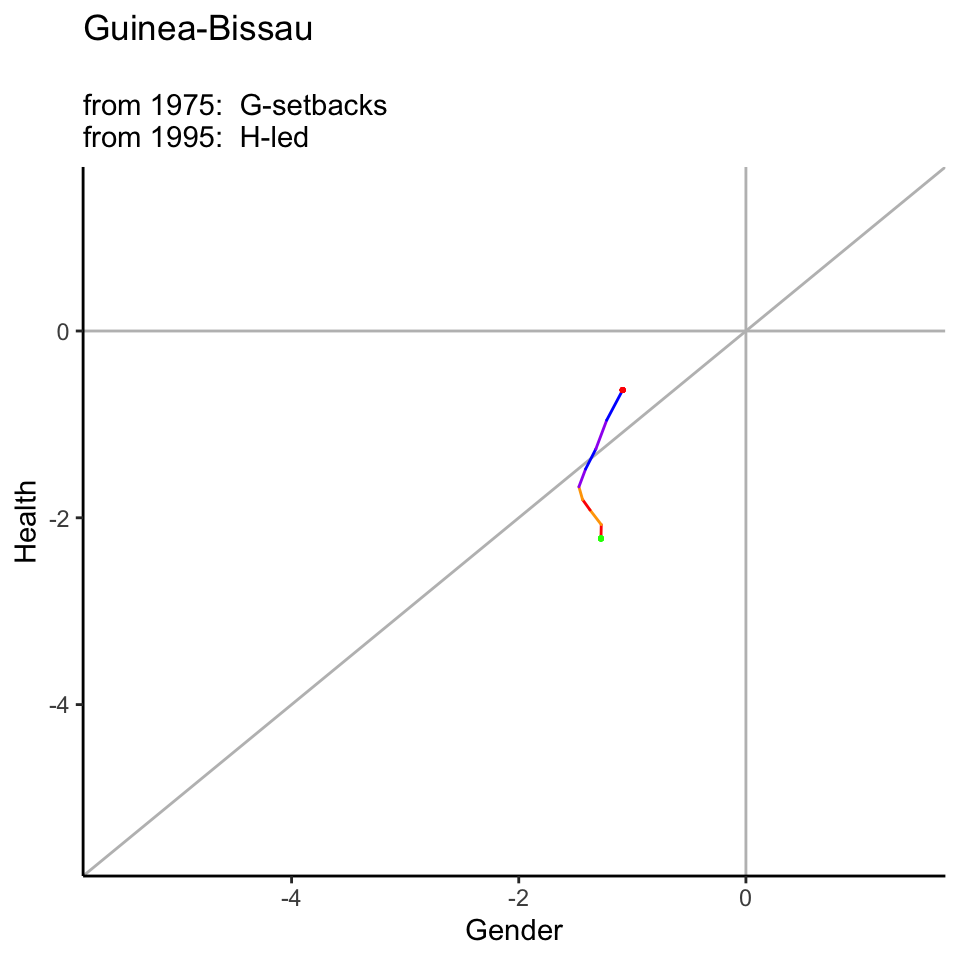 Guinea-Bissau
from 1975:  G-setbacks
from 1995:  H-led
Health
0
-2
-4
-4
-2
0
Gender